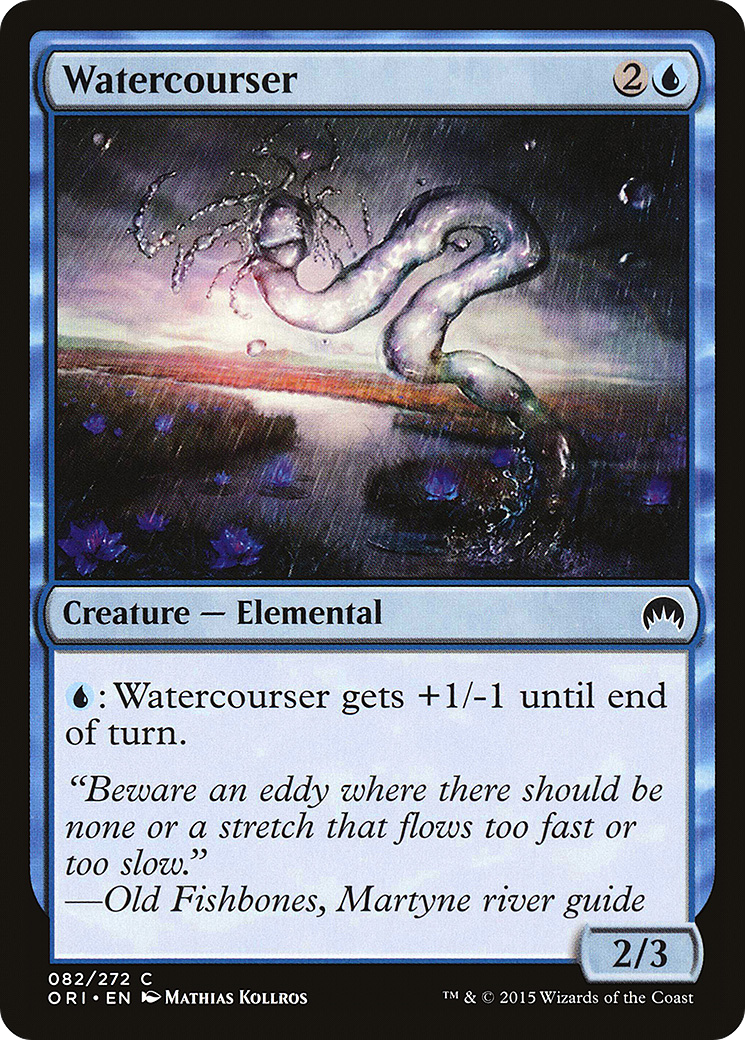 Watercourser 2
Creature — Elemental
: Watercourser gets +1/-1 until end
of turn.
“Beware an eddy where there should be
none or a stretch that flows too fast or
too slow.”
—Old Fishbones, Martyne river guide
2/3
082/272 C
ORI • EN Mathias Kollros
™ & © 2015 Wizards of the Coast